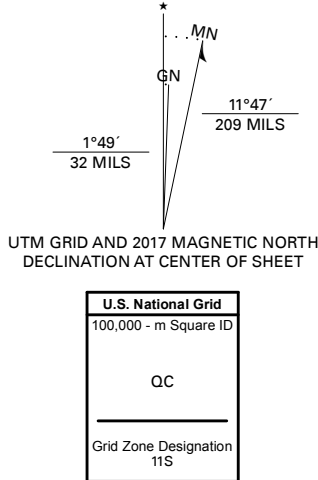 ★
MN
GN
1°49´
32 MILS
11°47´
209 MILS
UTM GRID AND 2017 MAGNETIC NORTH
DECLINATION AT CENTER OF SHEET
U.S. National Grid
100,000 - m Square ID
QC
Grid Zone Designation
11S